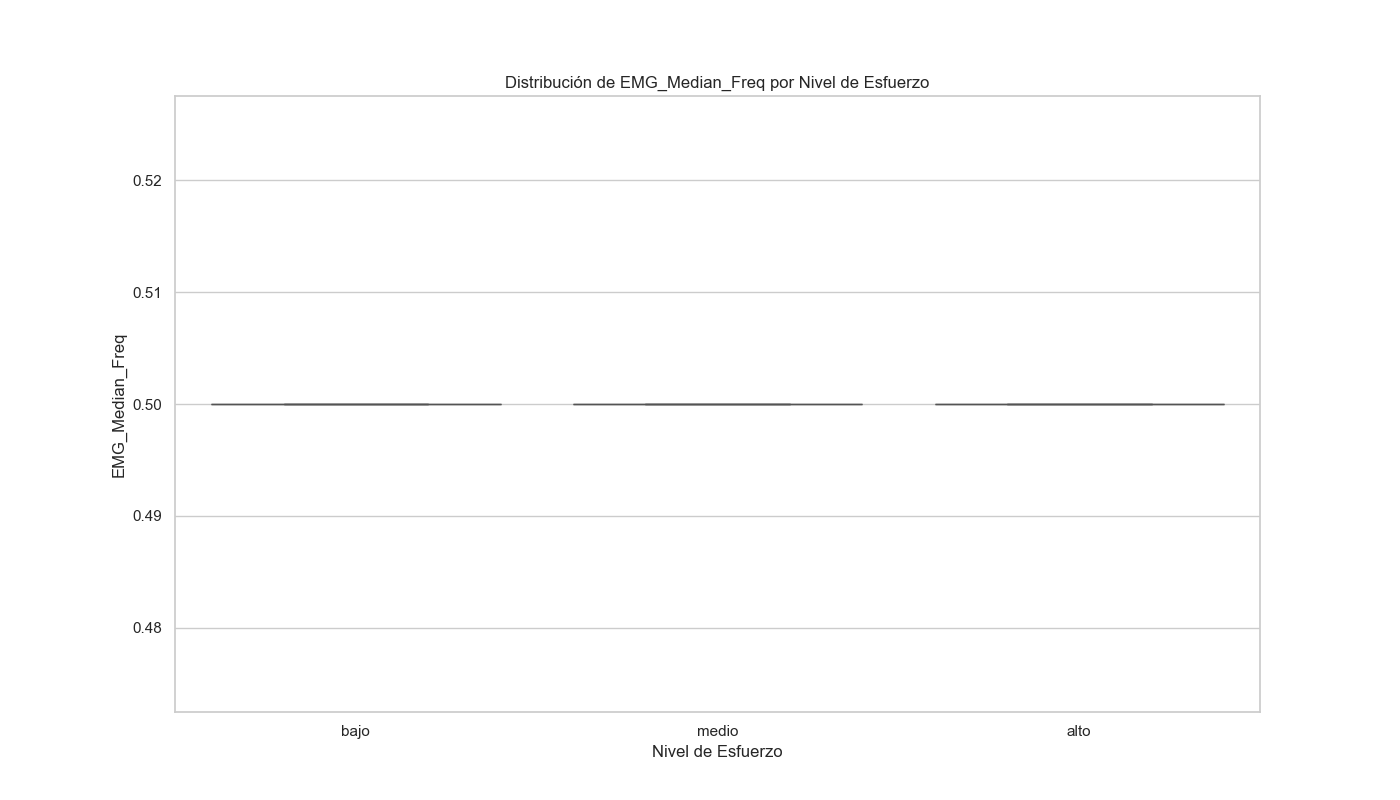 Distribución de EMG_Median_Freq por Nivel de Esfuerzo
EMG_Median_Freq
0.52
0.51
0.50
0.49
0.48
bajo medio alto
Nivel de Esfuerzo